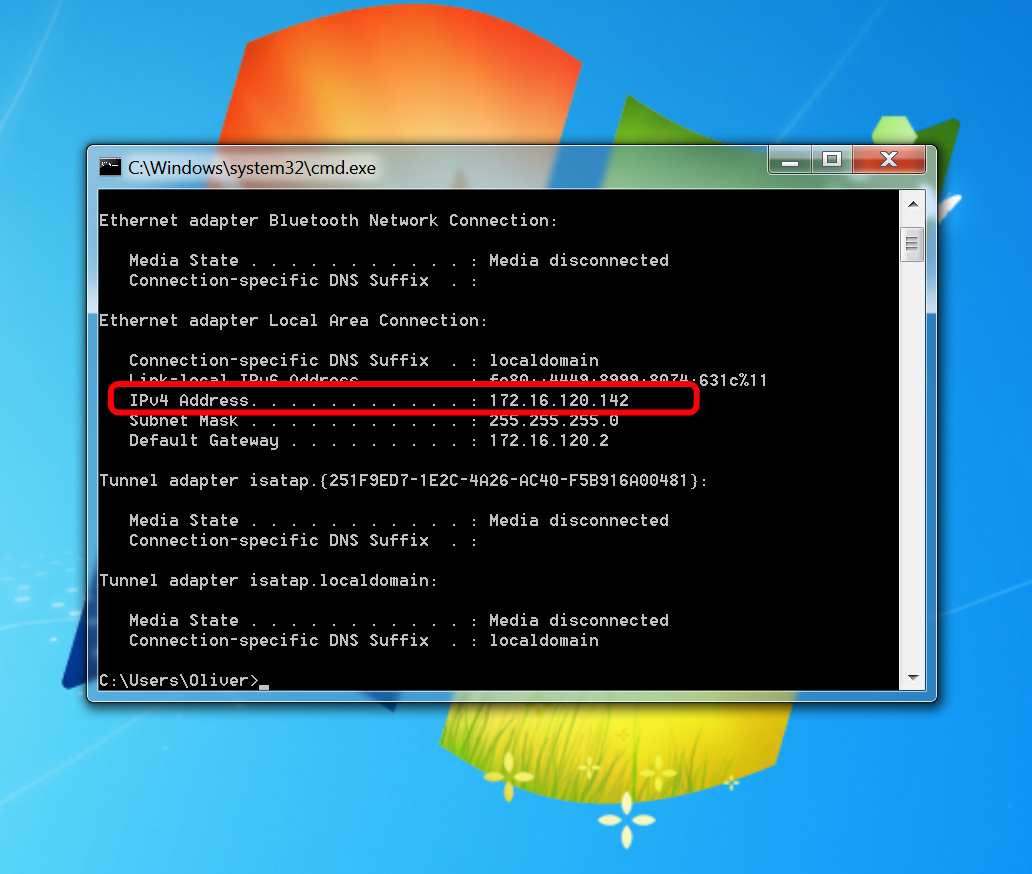 C:\Windows\system32\cmd.exe
Ethernet adapter Bluetooth Network Connection:
Media State . . . . . . . . . . . : Media disconnected
Connection-specific DNS Suffix  . :
Ethernet adapter Local Area Connection:
Connection-specific DNS Suffix  . : localdomain
Link-local IPv6 Address . . . . . : fe80::4449:8999:8074:631c%11
IPv4 Address. . . . . . . . . . . : 172.16.120.142
Subnet Mask . . . . . . . . . . . : 255.255.255.0
Default Gateway . . . . . . . . . : 172.16.120.2
Tunnel adapter isatap.{251F9ED7-1E2C-4A26-AC40-F5B916A00481}:
Media State . . . . . . . . . . . : Media disconnected
Connection-specific DNS Suffix  . :
Tunnel adapter isatap.localdomain:
Media State . . . . . . . . . . . : Media disconnected
Connection-specific DNS Suffix  . : localdomain
C:\Users\Oliver>_